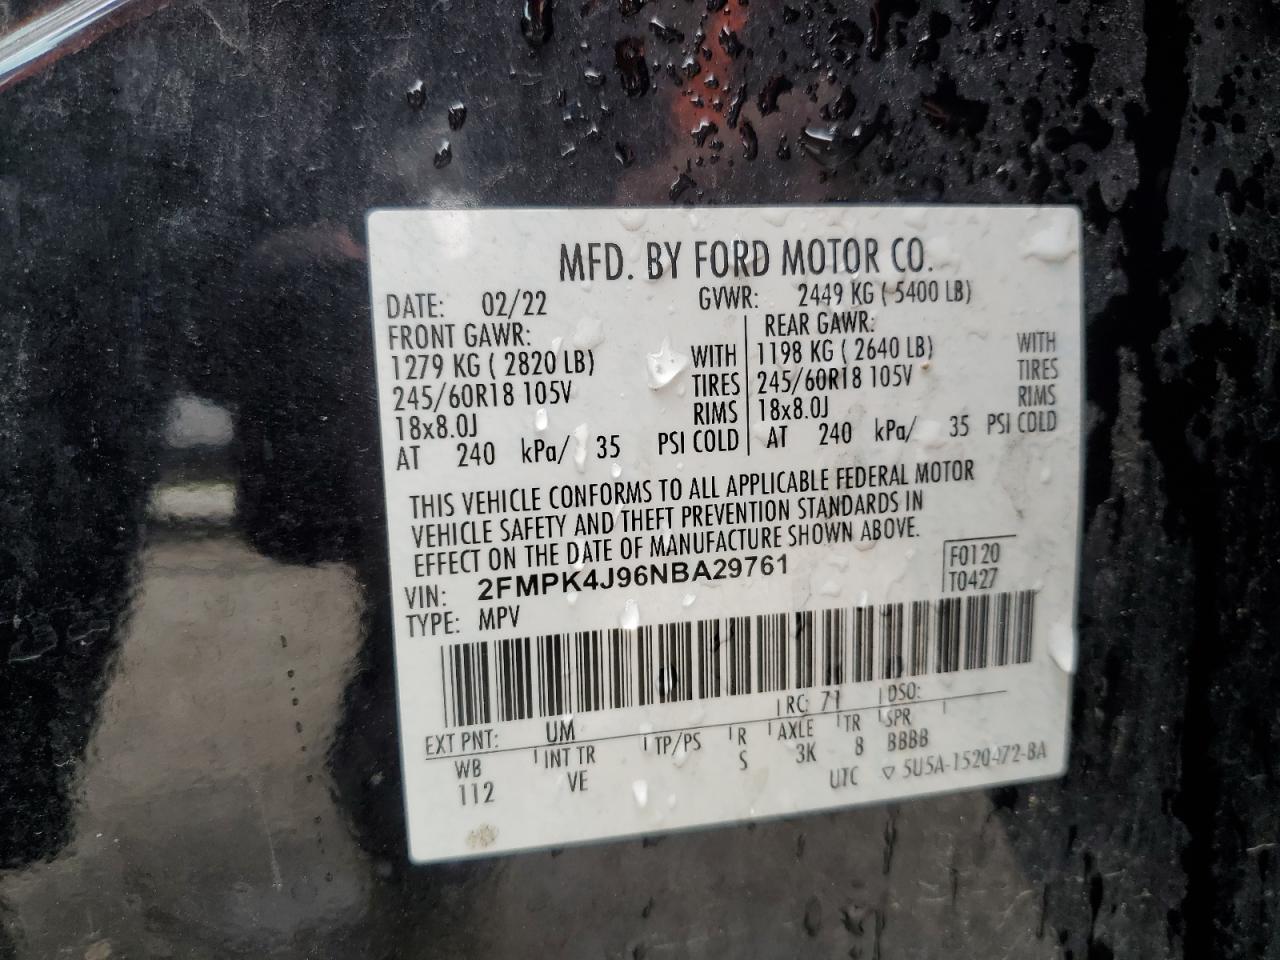 MFD. BY FORD MOTOR CO.
DATE: 02/22 GVWR: 2449 KG ( 5400 LB)
FRONT GAWR: REAR GAWR:
1279 KG ( 2820 LB) WITH 1198 KG ( 2640 LB) WITH
245/60R18 105V TIRES 245/60R18 105V TIRES
18x8.0J RIMS 18x8.0J RIMS
AT 240 kPa/ 35 PSI COLD AT 240 kPa/ 35 PSI COLD
THIS VEHICLE CONFORMS TO ALL APPLICABLE FEDERAL MOTOR
VEHICLE SAFETY AND THEFT PREVENTION STANDARDS IN
EFFECT ON THE DATE OF MANUFACTURE SHOWN ABOVE.
VIN: 2FMPK4J96NBA29761 F0120
TYPE: MPV T0427
EXT PNT: UM RC: 71 DSO:
WB INT TR TP/PS R AXLE TR SPR
112 VE S 3K 8 BBBB
UTC ▽ 5U5A-1520472-BA